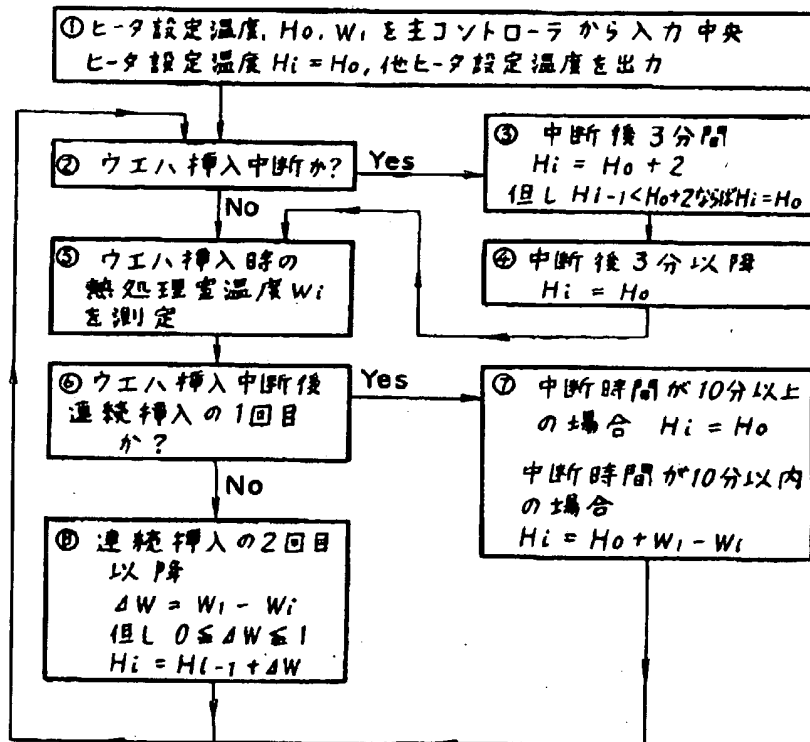 ① ヒータ設定温度, Ho, W₁ を主コントローラから入力 中央
ヒータ設定温度 Hi = Ho, 他ヒータ設定温度を出力
② ウエハ挿入中断か?
Yes
No
③ 中断後3分間
Hi = Ho + 2
但し Hi-1 < Ho+2 ならば Hi = Ho
④ 中断後3分以降
Hi = Ho
⑤ ウエハ挿入時の
熱処理室温度 Wi
を測定
⑥ ウエハ挿入中断後
連続挿入の1回目
か?
Yes
No
⑦ 中断時間が10分以上
の場合 Hi = Ho
中断時間が10分以内
の場合
Hi = Ho + W₁ - Wi
⑧ 連続挿入の2回目
以降
ΔW = W₁ - Wi
但し 0 ≦ ΔW ≦ 1
Hi = Hi-1 + ΔW